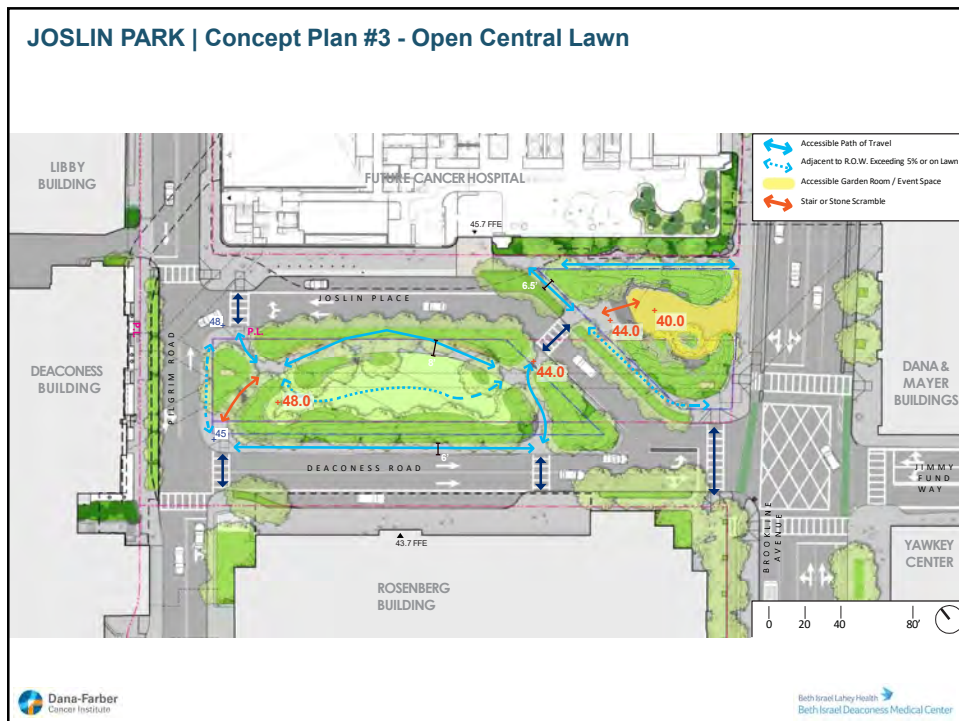 JOSLIN PARK | Concept Plan #3 - Open Central Lawn
LIBBY
BUILDING
FUTURE CANCER HOSPITAL
Accessible Path of Travel
Adjacent to R.O.W. Exceeding 5% or on Lawn
Accessible Garden Room / Event Space
Stair or Stone Scramble
45.7 FFE
6.5'
JOSLIN PLACE
48
P.L.
P.L.
44.0
40.0
DEACONESS
BUILDING
PILGRIM ROAD
44.0
48.0
45
DANA &
MAYER
BUILDINGS
6'
DEACONESS ROAD
JIMMY
FUND
WAY
BROOKLINE
AVENUE
43.7 FFE
YAWKEY
CENTER
ROSENBERG
BUILDING
0 20 40 80'
Dana-Farber
Cancer Institute
Beth Israel Lahey Health
Beth Israel Deaconess Medical Center